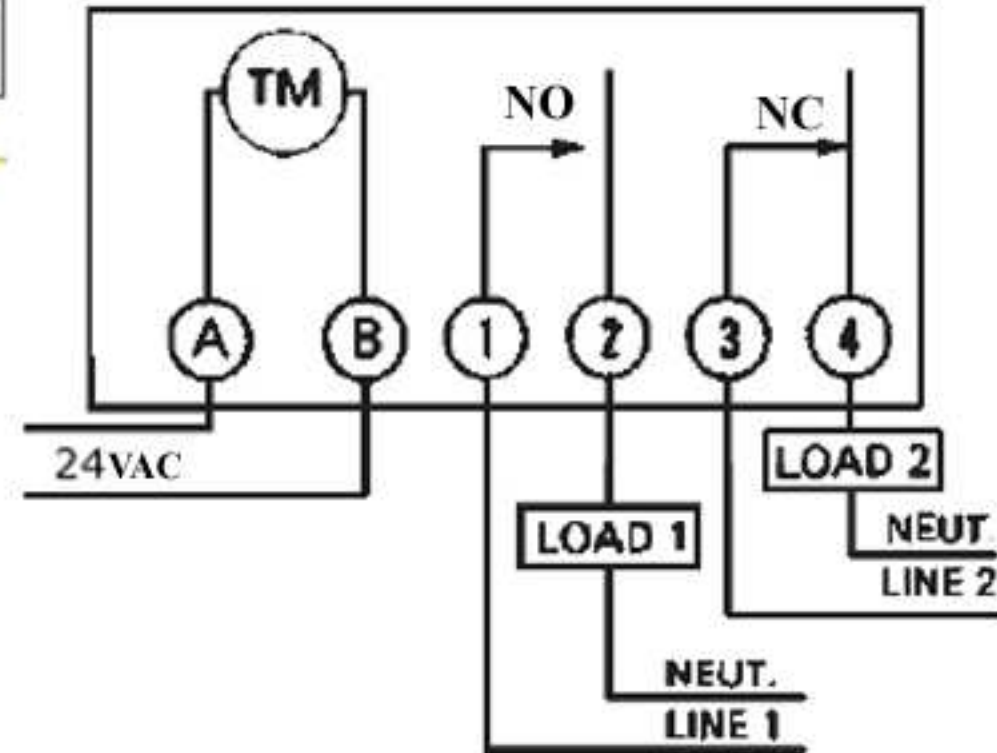 TM
NO
NC
A
B
1
2
3
4
24VAC
LOAD 2
LOAD 1
NEUT.
LINE 2
NEUT.
LINE 1